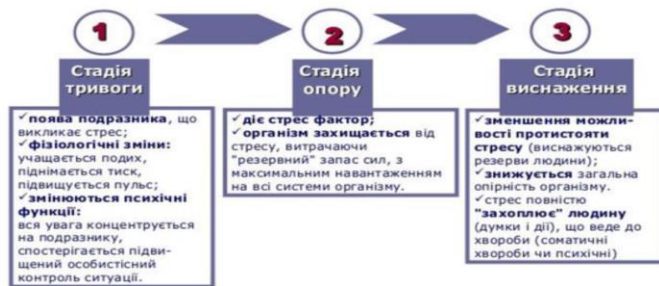 1
2
3
Стадія
тривоги
✓поява подразника, що
викликає стрес;
✓фізіологічні зміни:
учащається подих,
піднімається тиск,
підвищується пульс;
✓змінюються психічні
функції:
вся увага концентрується
на подразнику,
спостерігається підви-
щений особистісний
контроль ситуації.
Стадія
опору
✓діє стрес фактор;
✓організм захищається від
стресу, витрачаючи
"резервний" запас сил, з
максимальним навантаженням
на всі системи організму.
Стадія
виснаження
✓зменшення можли-
вості протистояти
стресу (виснажуються
резерви людини);
✓знижується загальна
опірність організму.
✓стрес повністю
"захоплює" людину
(думки і дії), що веде до
хвороби (соматичні
хвороби чи психічні)